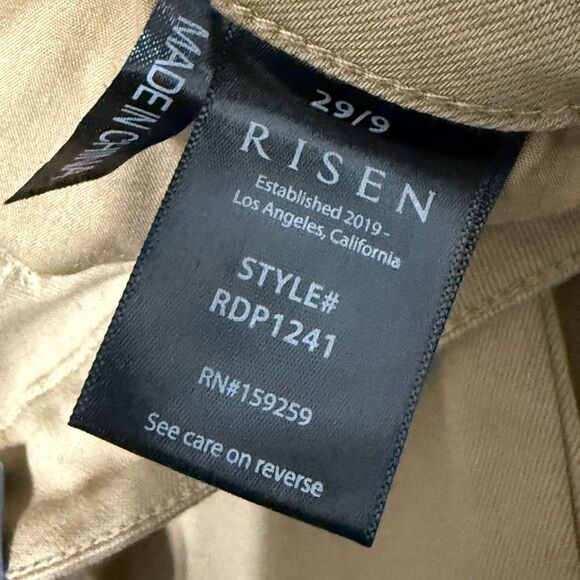 MADE IN CHINA
29/9
RISEN
Established 2019-
Los Angeles, California
STYLE#
RDP1241
RN#159259
See care on reverse